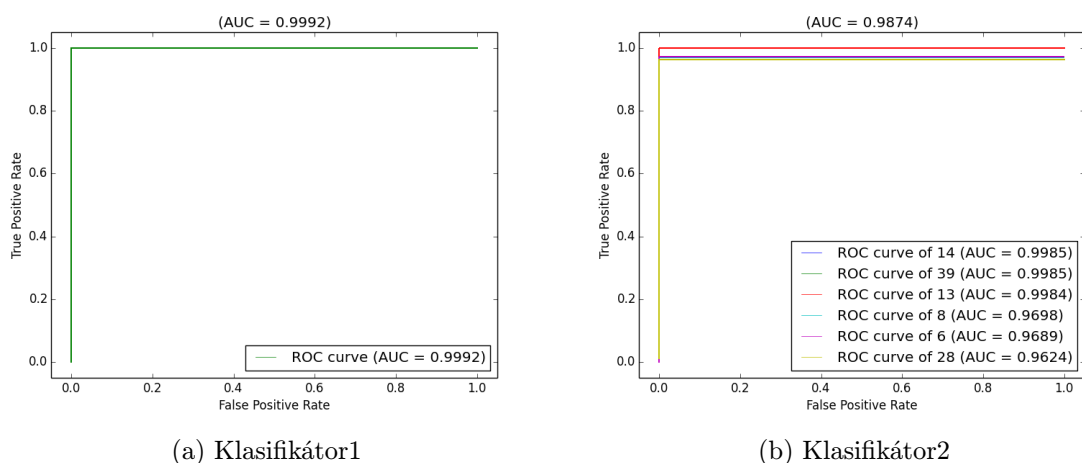 (AUC = 0.9992)
1.0
0.8
0.6
0.4
0.2
0.0
True Positive Rate
ROC curve (AUC = 0.9992)
0.0 0.2 0.4 0.6 0.8 1.0
False Positive Rate
(a) Klasifikátor1
(AUC = 0.9874)
1.0
0.8
0.6
0.4
0.2
0.0
True Positive Rate
ROC curve of 14 (AUC = 0.9985)
ROC curve of 39 (AUC = 0.9985)
ROC curve of 13 (AUC = 0.9984)
ROC curve of 8 (AUC = 0.9698)
ROC curve of 6 (AUC = 0.9689)
ROC curve of 28 (AUC = 0.9624)
0.0 0.2 0.4 0.6 0.8 1.0
False Positive Rate
(b) Klasifikátor2